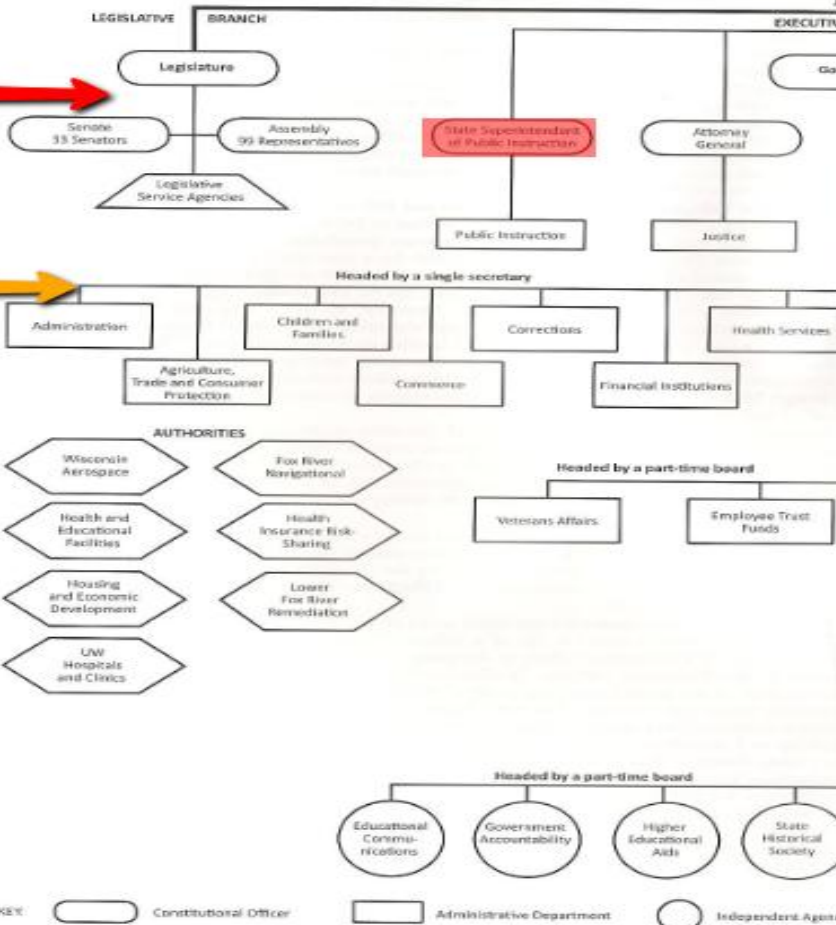 LEGISLATIVE BRANCH
EXECUTIV
Legislature
Go
Senate
33 Senators
Assembly
99 Representatives
State Superintendent
of Public Instruction
Attorney
General
Legislative
Service Agencies
Public Instruction
Justice
Headed by a single secretary
Administration
Children and
Families
Corrections
Health Services
Agriculture,
Trade and Consumer
Protection
Commerce
Financial Institutions
AUTHORITIES
Wisconsin
Aerospace
Fox River
Navigational
Headed by a part-time board
Health and
Educational
Facilities
Health
Insurance Risk-
Sharing
Veterans Affairs
Employee Trust
Funds
Housing
and Economic
Development
Lower
Fox River
Remediation
UW
Hospitals
and Clinics
Headed by a part-time board
Educational
Commu-
nications
Government
Accountability
Higher
Educational
Aids
State
Historical
Society
KEY
Constitutional Officer
Administrative Department
Independent Agen